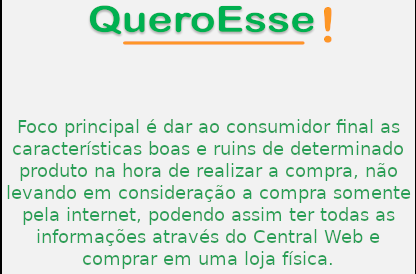 QueroEsse!
Foco principal é dar ao consumidor final as
características boas e ruins de determinado
produto na hora de realizar a compra, não
levando em consideração a compra somente
pela internet, podendo assim ter todas as
informações através do Central Web e
comprar em uma loja física.